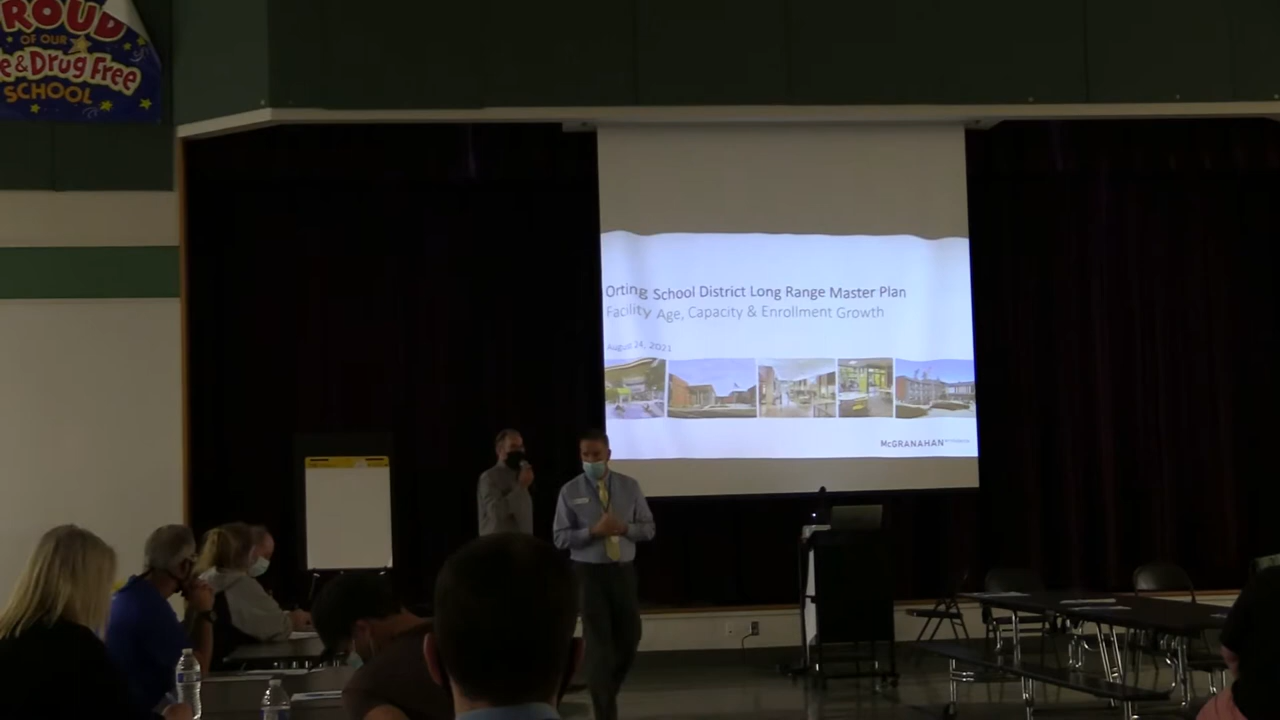 ROUD
OF OUR
e & Drug Free
SCHOOL
Orting School District Long Range Master Plan
Facility Age, Capacity & Enrollment Growth
August 24, 2021
McGRANAHAN